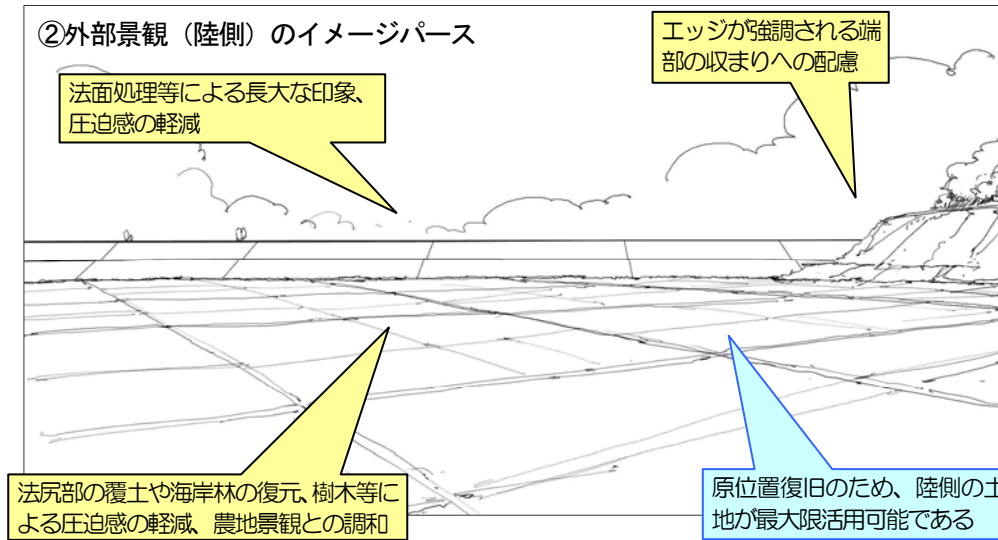 ②外部景観（陸側）のイメージパース
エッジが強調される端
部の収まりへの配慮
法面処理等による長大な印象、
圧迫感の軽減
法尻部の覆土や海岸林の復元、樹木等に
よる圧迫感の軽減、農地景観との調和
原位置復旧のため、陸側の土
地が最大限活用可能である